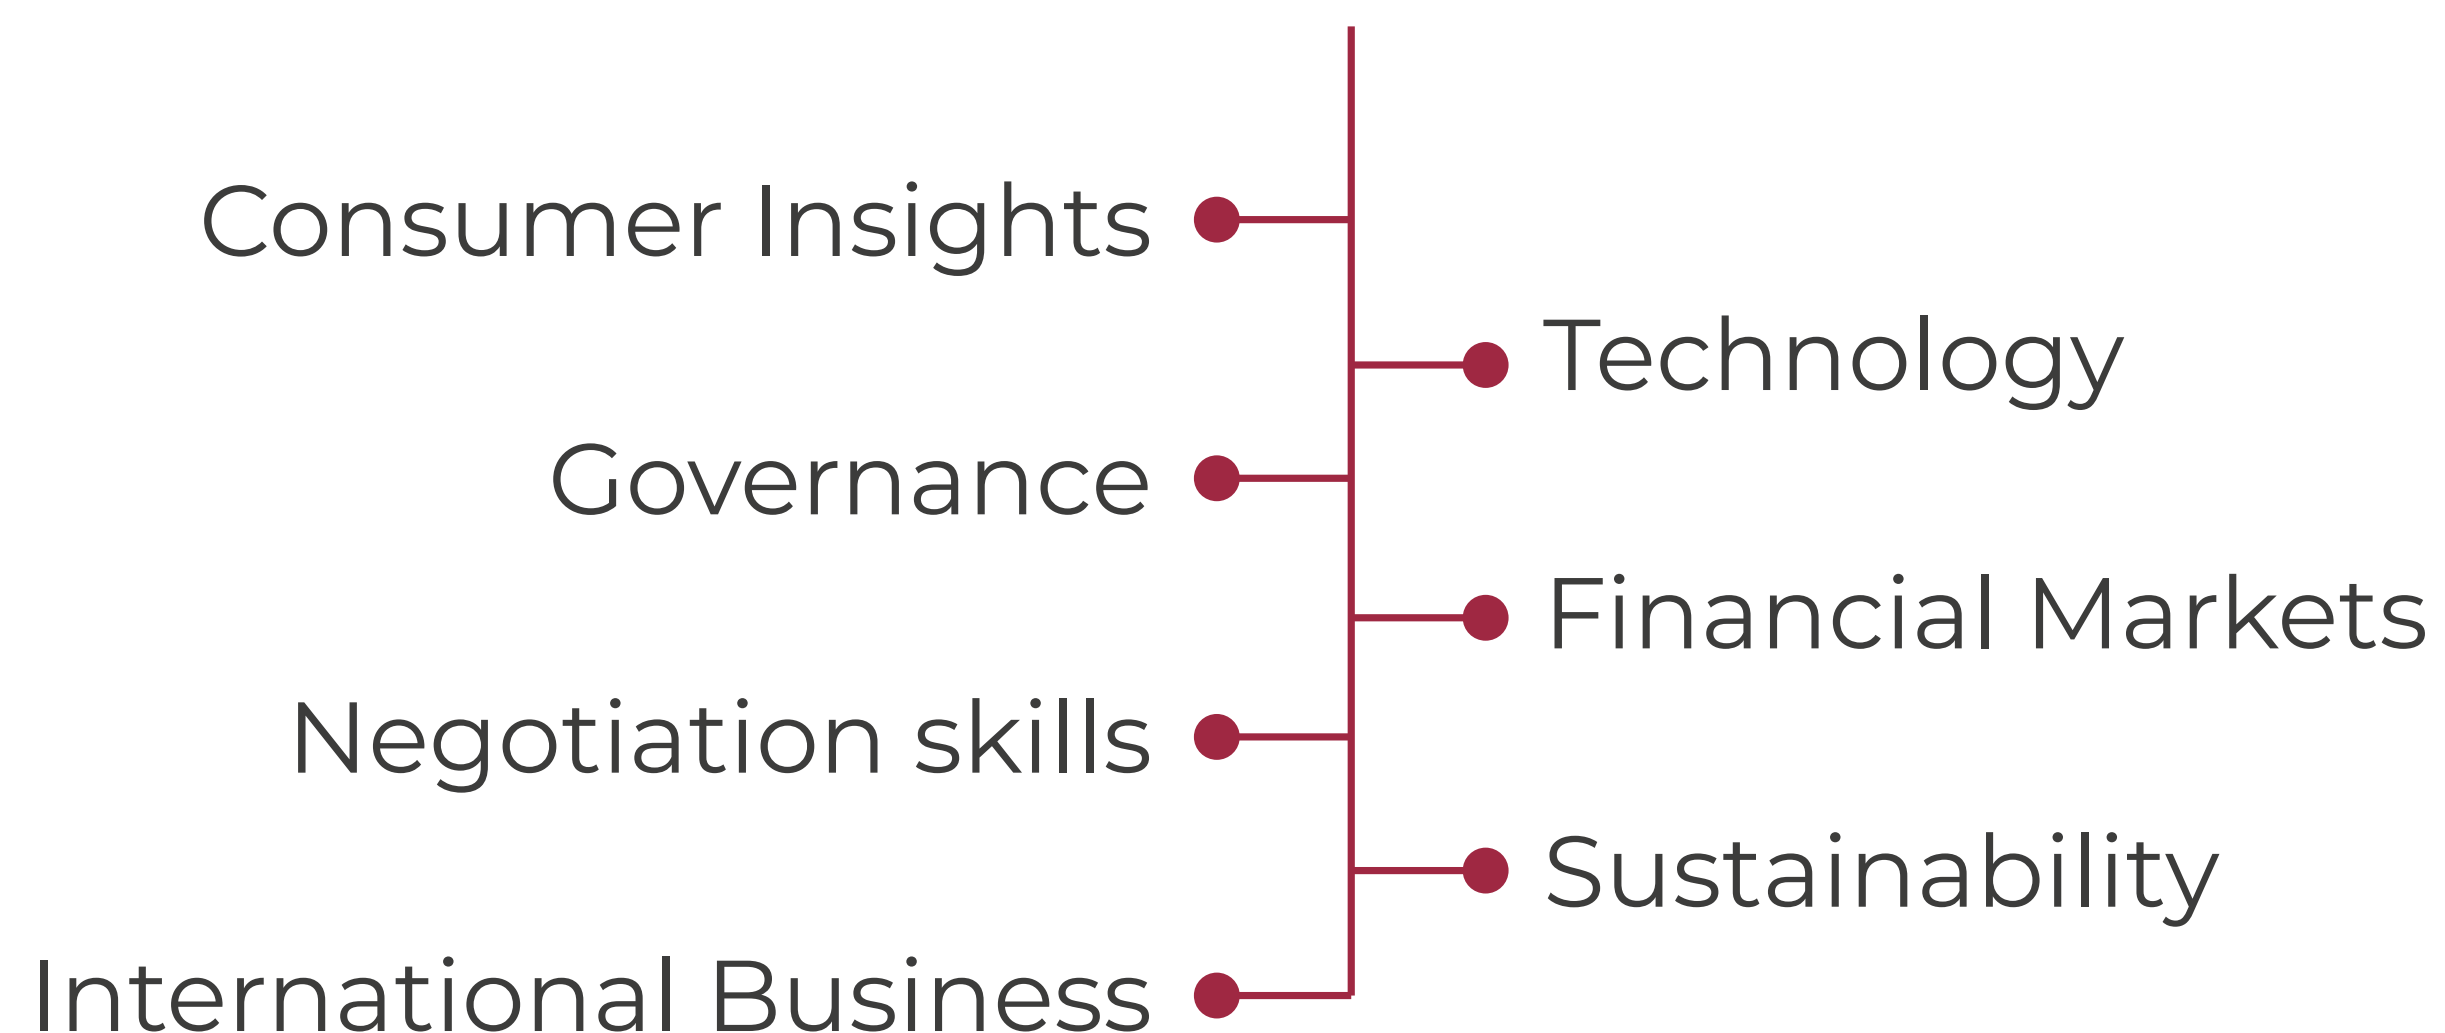 Consumer Insights
Technology
Governance
Financial Markets
Negotiation skills
Sustainability
International Business